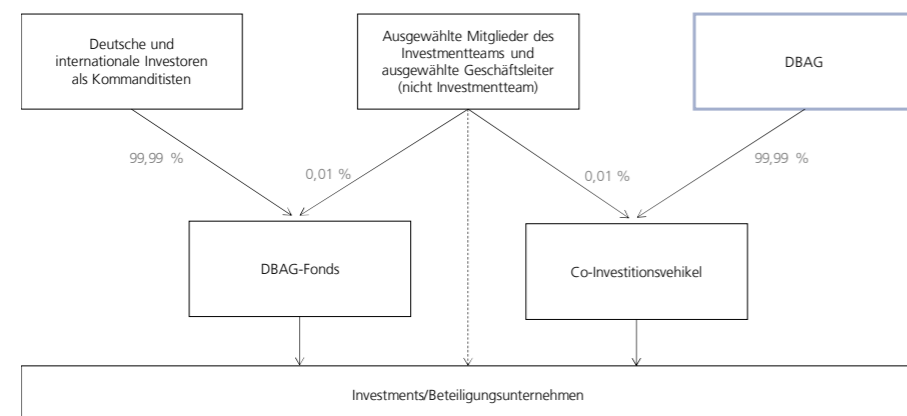 Deutsche und
internationale Investoren
als Kommanditisten
Ausgewählte Mitglieder des
Investmentteams und
ausgewählte Geschäftsleiter
(nicht Investmentteam)
DBAG
99,99 %
0,01 %
0,01 %
99,99 %
DBAG-Fonds
Co-Investitionsvehikel
Investments/Beteiligungsunternehmen